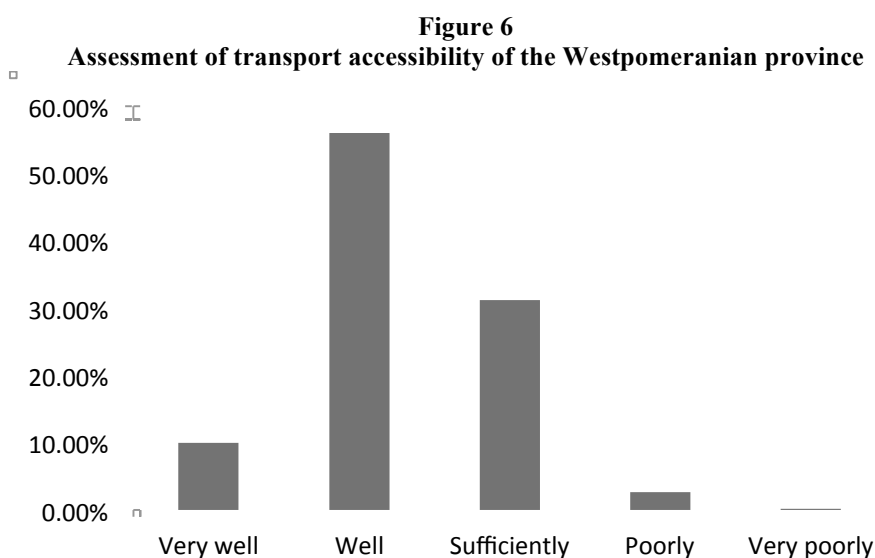 Figure 6
Assessment of transport accessibility of the Westpomeranian province
60.00%
50.00%
40.00%
30.00%
20.00%
10.00%
0.00%
Very well Well Sufficiently Poorly Very poorly